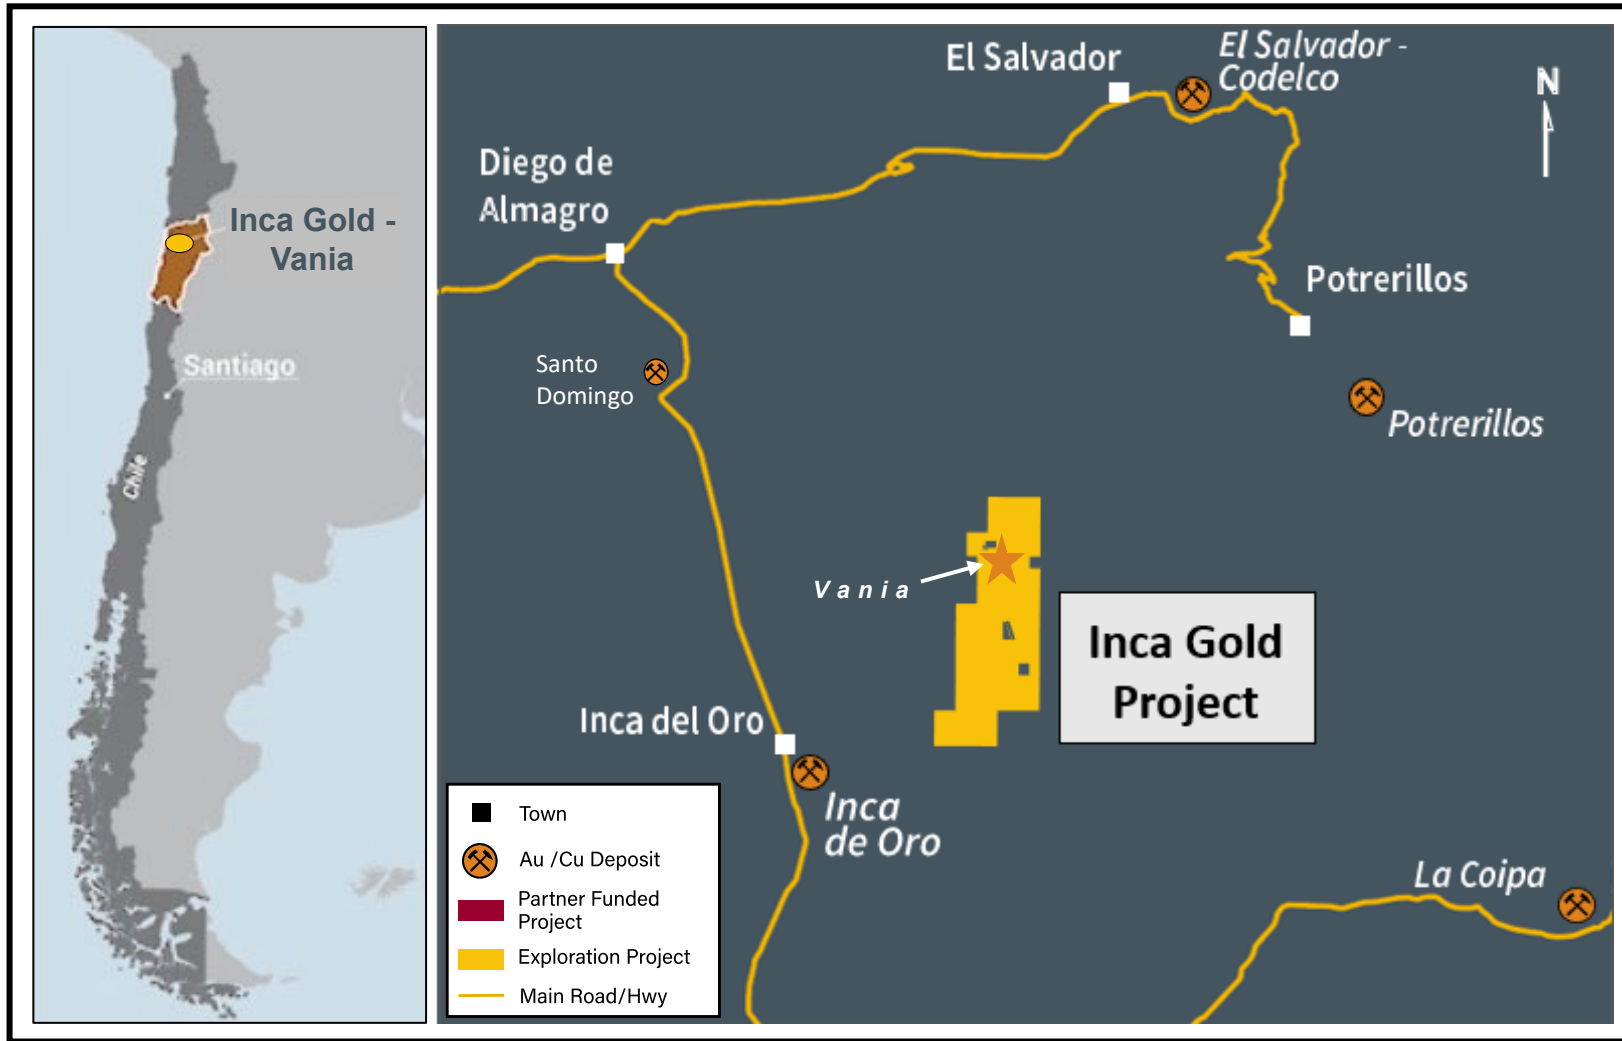 Inca Gold -
Vania
Santiago
Chile
El Salvador
El Salvador -
Codelco
N
Diego de
Almagro
Potrerillos
Santo
Domingo
Potrerillos
Vania
Inca Gold
Project
Inca del Oro
Inca
de Oro
La Coipa
Town
Au /Cu Deposit
Partner Funded
Project
Exploration Project
Main Road/Hwy